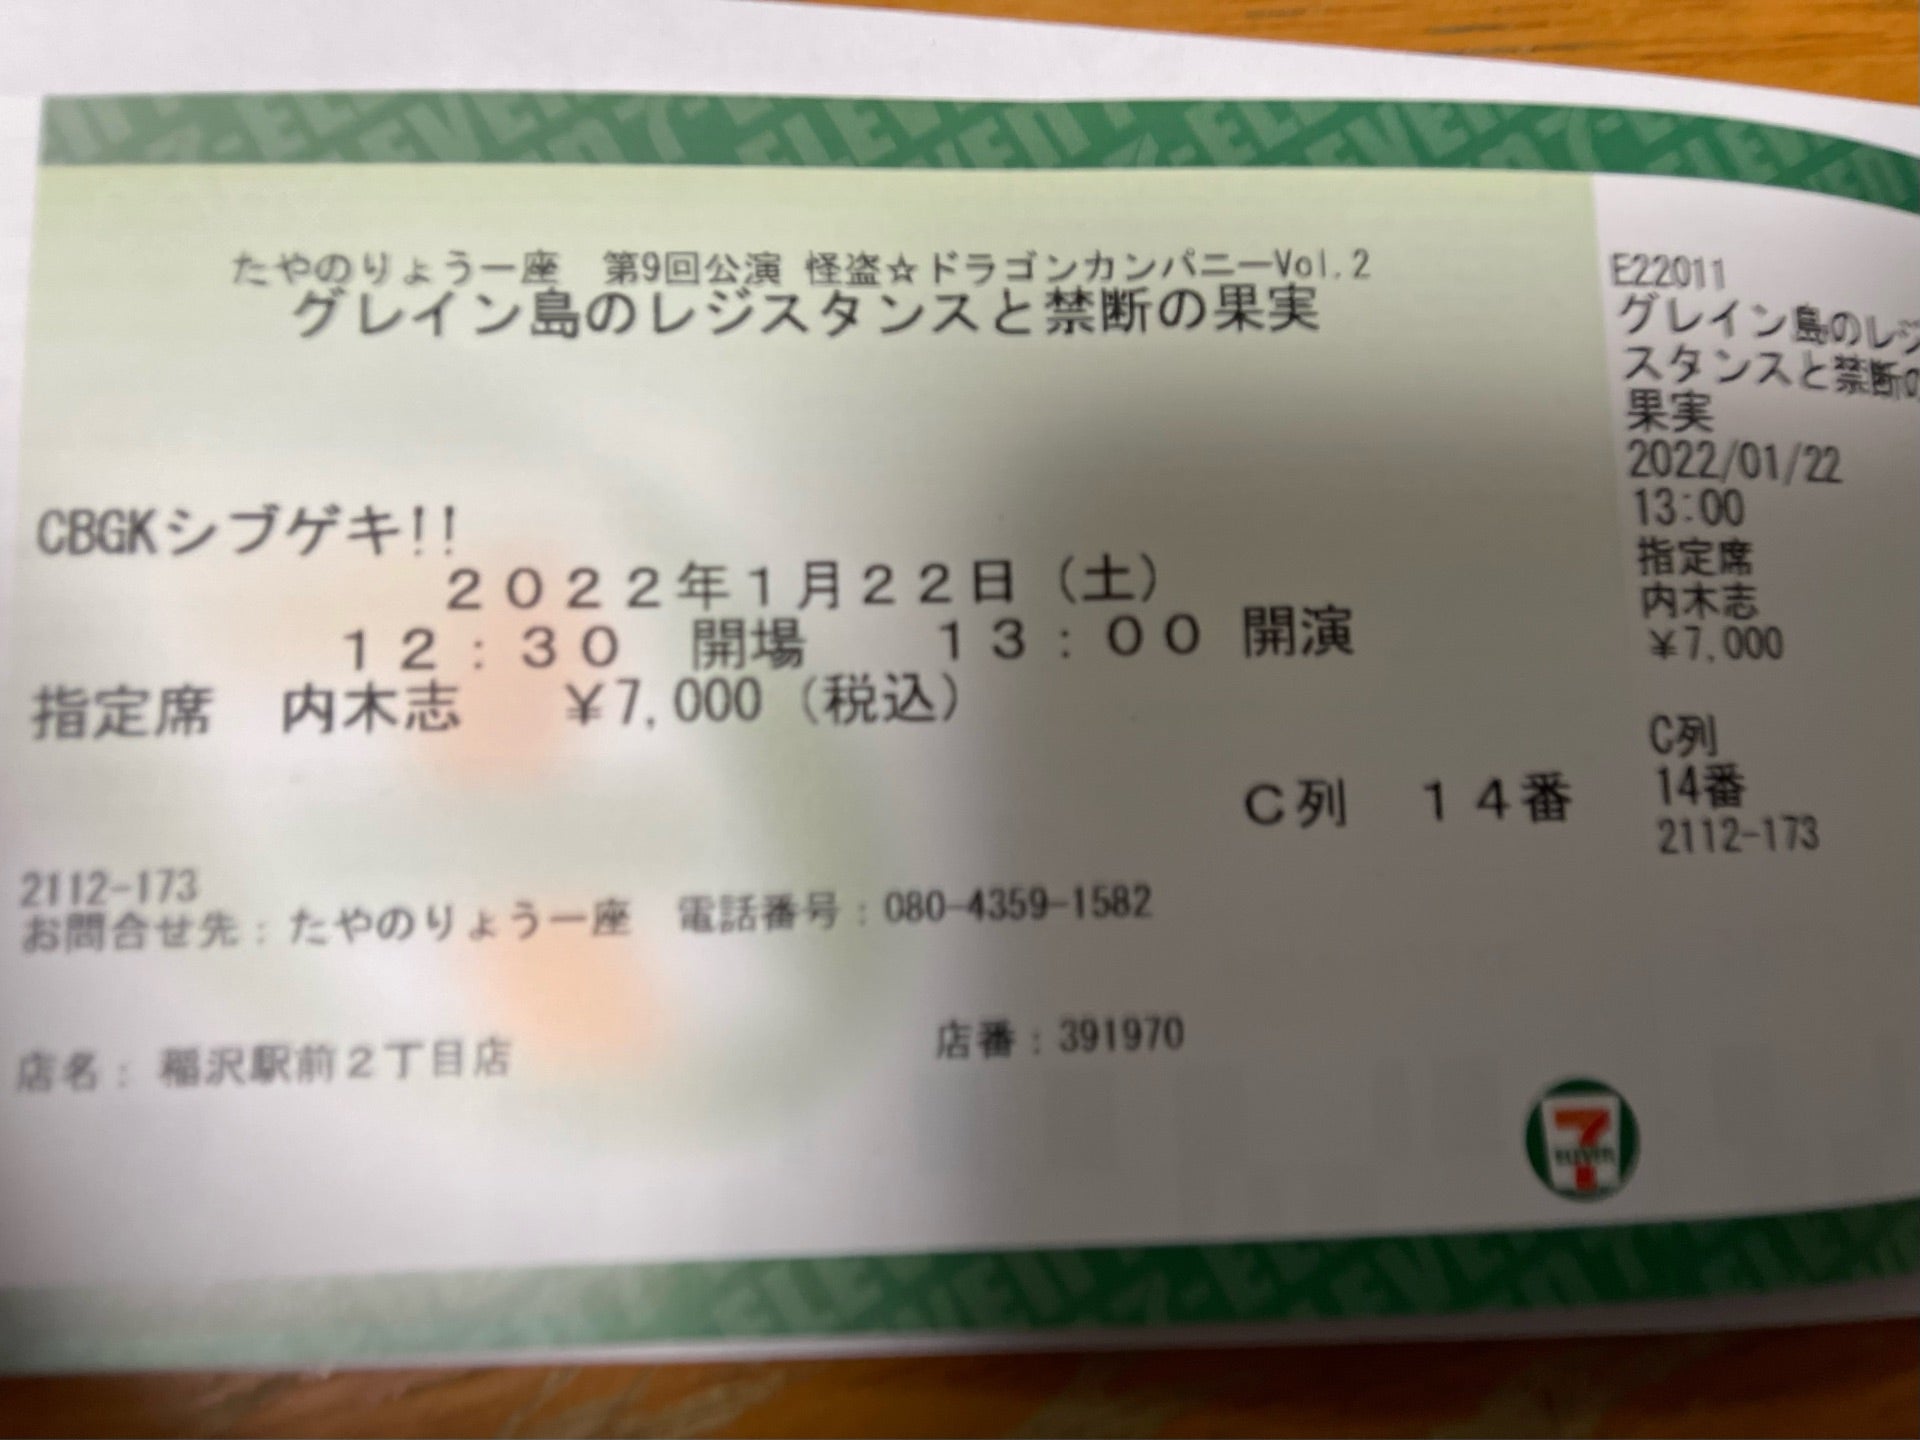 たやのりょう一座 第9回公演 怪盗☆ドラゴンカンパニーVol.2
グレイン島のレジスタンスと禁断の果実
CBGKシブゲキ!!
2022年1月22日（土）
12：30 開場 13：00 開演
指定席 内木志 ￥7,000（税込）
C列 14番
2112-173
お問合せ先：たやのりょう一座 電話番号：080-4359-1582
店名：稲沢駅前2丁目店 店番：391970
E22011
グレイン島のレジ
スタンスと禁断の
果実
2022/01/22
13:00
指定席
内木志
￥7,000
C列
14番
2112-173
7
ELEVEN